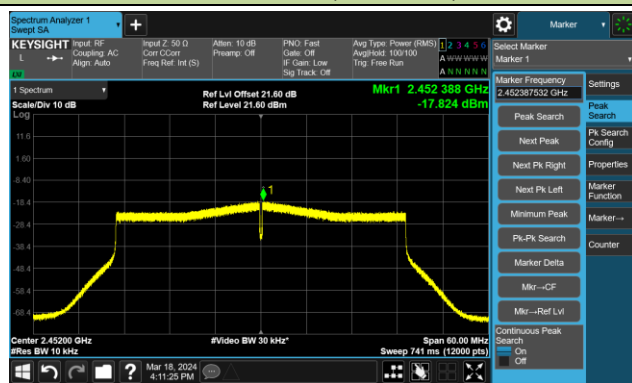 Spectrum Analyzer 1
Swept SA
Marker
KEYSIGHT
L
LW
Input: RF
Coupling: AC
Align: Auto
Input Z: 50 Ω
Corr CCorr
Freq Ref: Int (S)
Atten: 10 dB
Preamp: Off
PNO: Fast
Gate: Off
IF Gain: Low
Sig Track: Off
Avg Type: Power (RMS)
Avg|Hold: 100/100
Trig: Free Run
1 2 3 4 5 6
A W W W W W
A N N N N N
Select Marker
Marker 1
1 Spectrum
Scale/Div 10 dB
Log
Ref Lvl Offset 21.60 dB
Ref Level 21.60 dBm
Mkr1 2.452 388 GHz
-17.824 dBm
11.6
1.60
-8.40
-18.4
-28.4
-38.4
-48.4
-58.4
-68.4
1
Center 2.45200 GHz
#Res BW 10 kHz
#Video BW 30 kHz*
Span 60.00 MHz
Sweep 741 ms (12000 pts)
Marker Frequency
2.452387532 GHz
Peak Search
Next Peak
Next Pk Right
Next Pk Left
Minimum Peak
Pk-Pk Search
Marker Delta
Mkr→CF
Mkr→Ref Lvl
Continuous Peak
Search
On
Off
Settings
Peak
Search
Pk Search
Config
Properties
Marker
Function
Marker→
Counter
?
Mar 18, 2024
4:11:25 PM